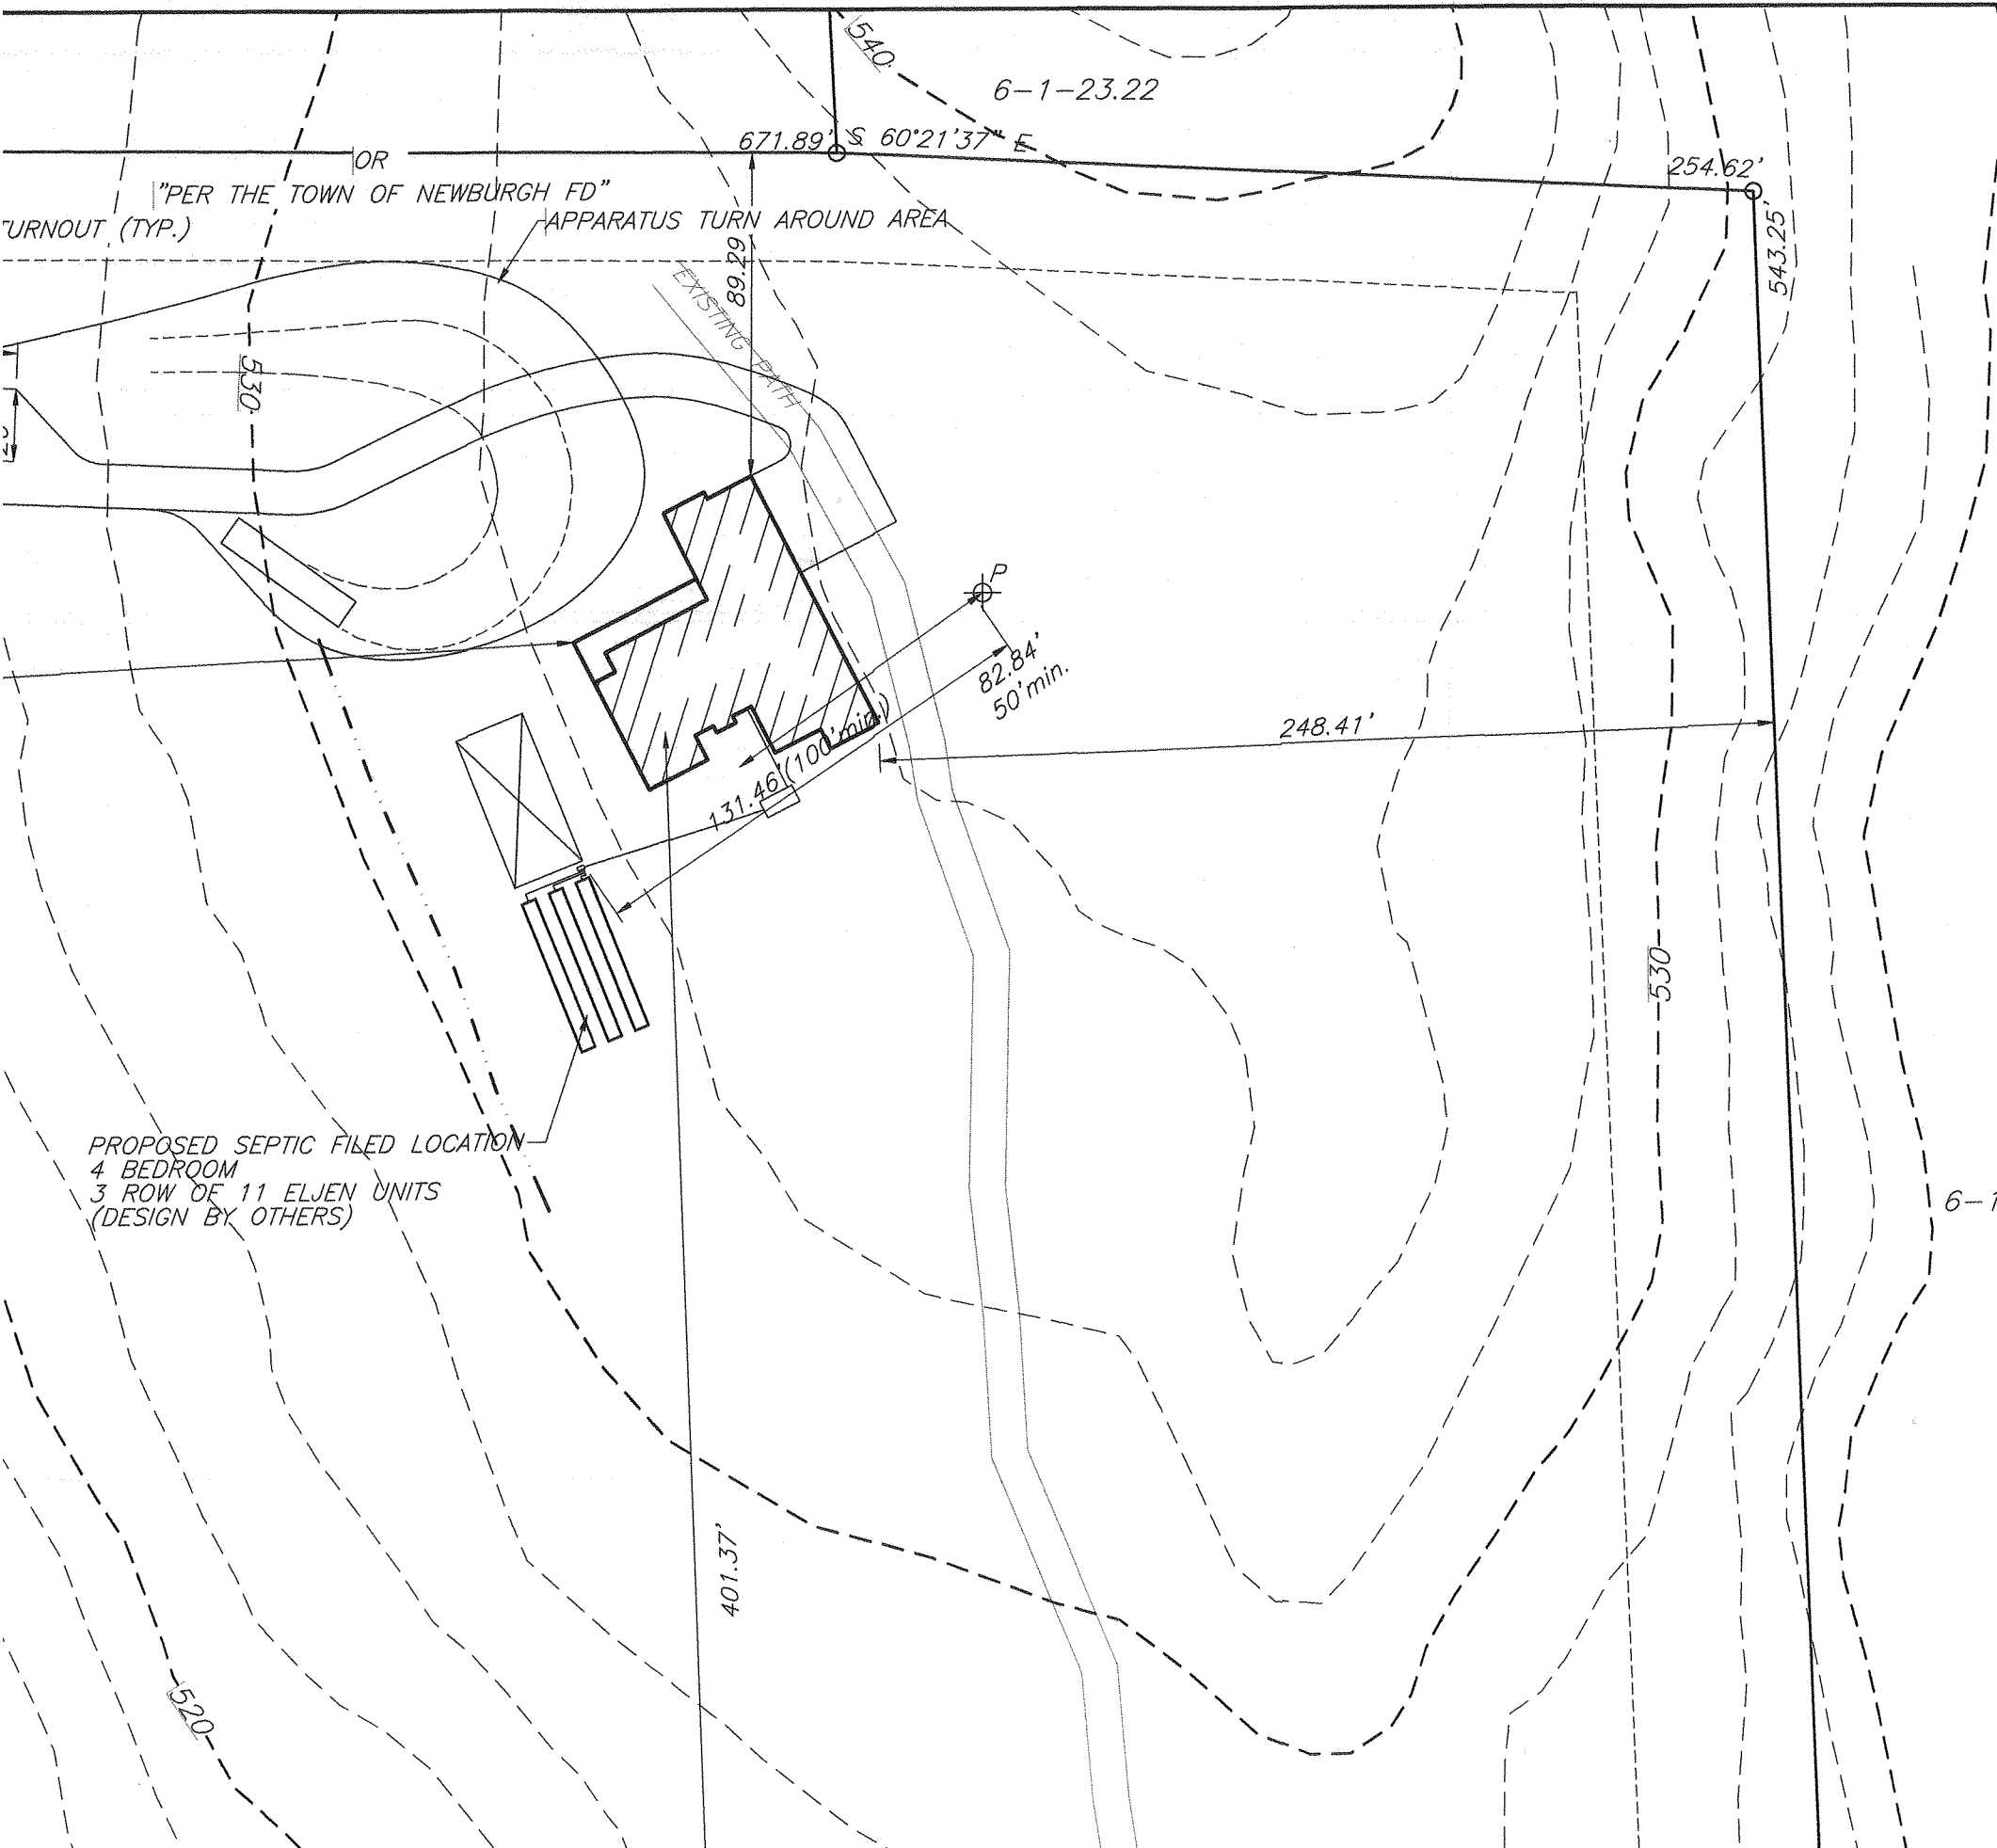 540
6-1-23.22
671.89' S 60°21'37" E
254.62'
OR
"PER THE TOWN OF NEWBURGH FD"
APPARATUS TURN AROUND AREA
TURNOUT (TYP.)
89.29
543.25'
EXISTING PATH
530
P
82.84'
50'min.
248.41'
131.46'(100'min.)
530
PROPOSED SEPTIC FILED LOCATION
4 BEDROOM
3 ROW OF 11 ELJEN UNITS
(DESIGN BY OTHERS)
6-1
401.37'
520